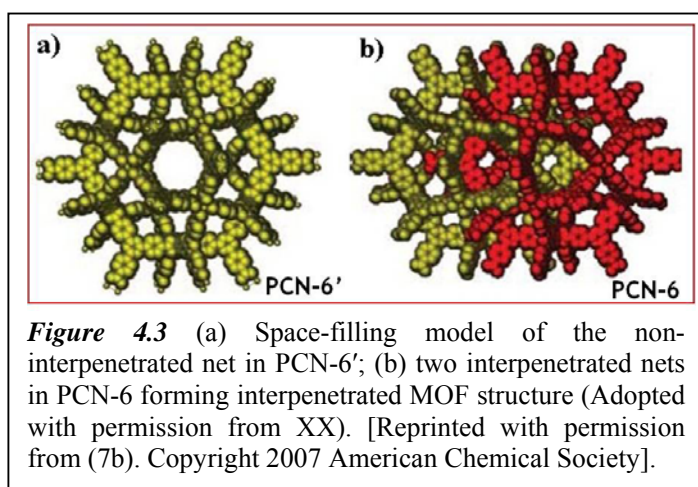 a)
b)
PCN-6'
PCN-6
Figure 4.3 (a) Space-filling model of the non-
interpenetrated net in PCN-6′; (b) two interpenetrated nets
in PCN-6 forming interpenetrated MOF structure (Adopted
with permission from XX). [Reprinted with permission
from (7b). Copyright 2007 American Chemical Society].